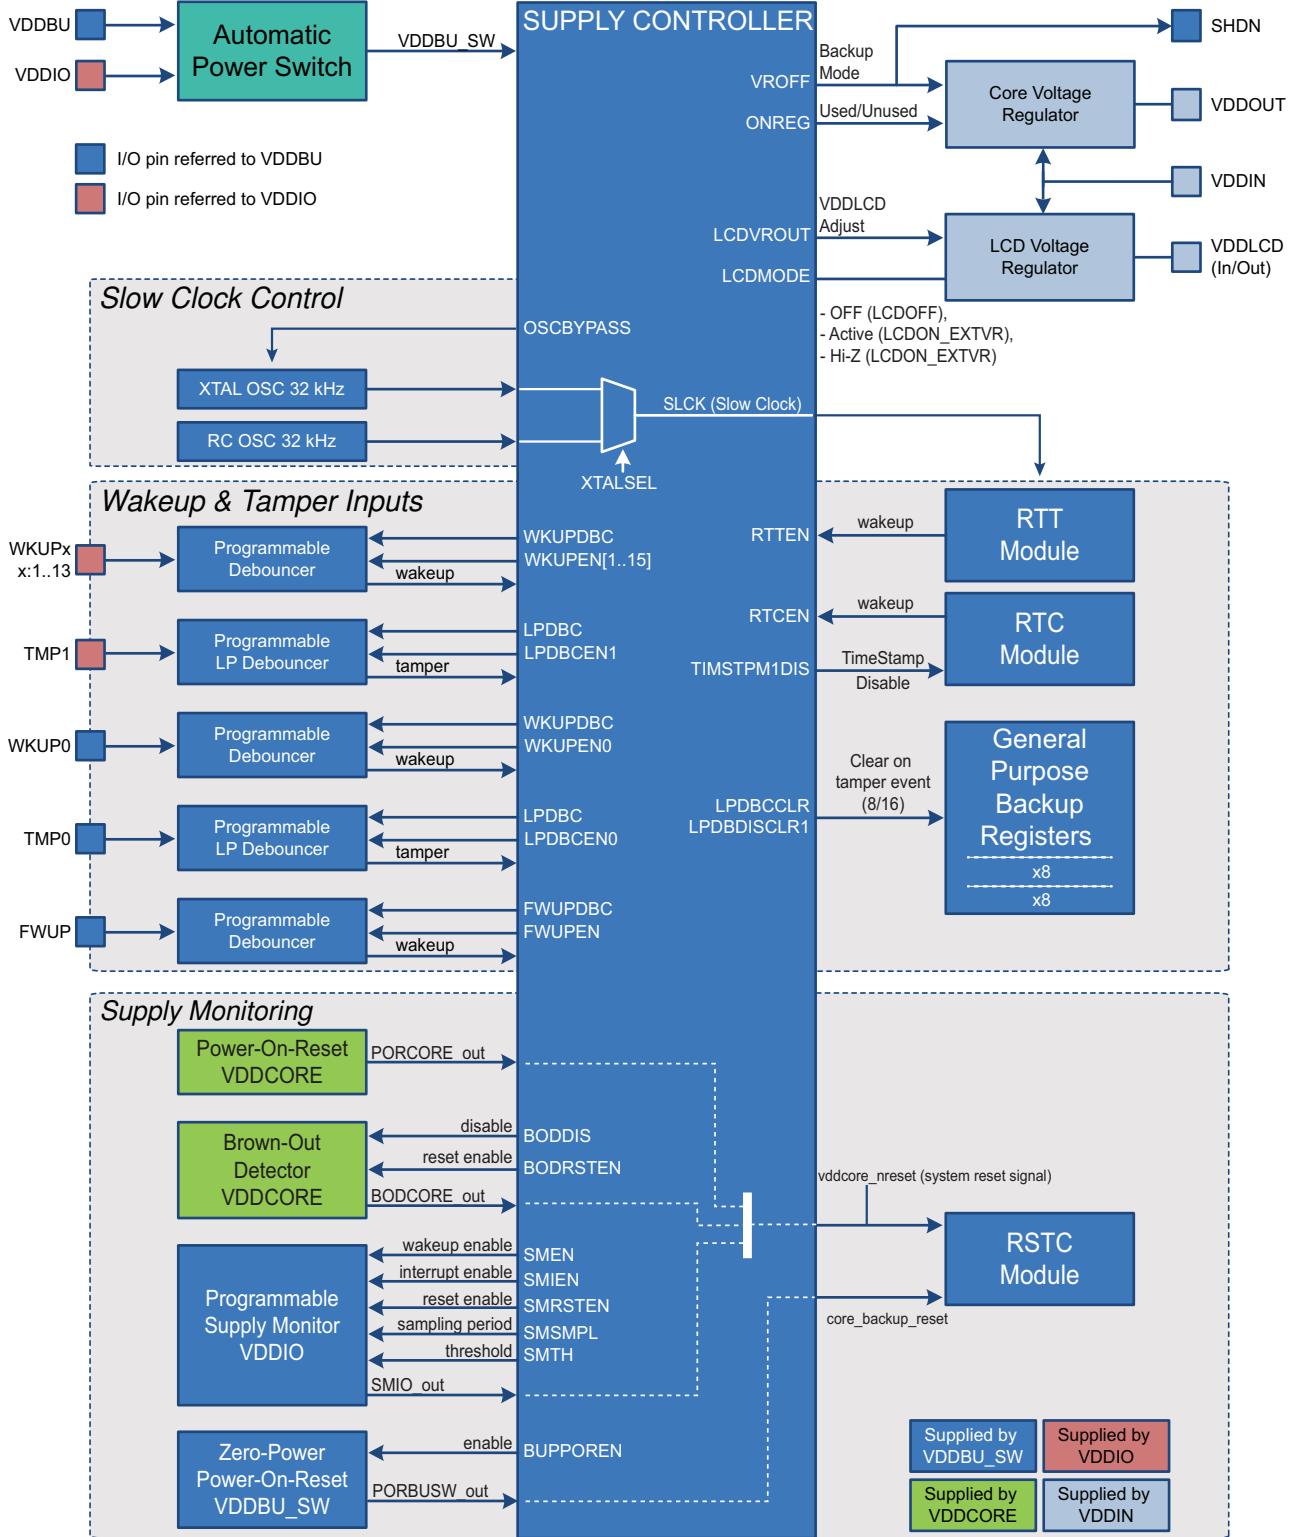 SUPPLY CONTROLLER
VDDBU
VDDIO
Automatic
Power Switch
VDDBU_SW
I/O pin referred to VDDBU
I/O pin referred to VDDIO
VROFF
Backup
Mode
ONREG
Used/Unused
SHDN
Core Voltage
Regulator
VDDOUT
VDDIN
LCDVROUT
VDDLCD
Adjust
LCDMODE
LCD Voltage
Regulator
VDDLCD
(In/Out)
- OFF (LCDOFF),
- Active (LCDON_EXTVR),
- Hi-Z (LCDON_EXTVR)
Slow Clock Control
OSCBYPASS
XTAL OSC 32 kHz
RC OSC 32 kHz
SLCK (Slow Clock)
XTALSEL
Wakeup & Tamper Inputs
WKUPx
x:1..13
Programmable
Debouncer
WKUPDBC
WKUPEN[1..15]
wakeup
TMP1
Programmable
LP Debouncer
LPDBC
LPDBCEN1
tamper
WKUP0
Programmable
Debouncer
WKUPDBC
WKUPEN0
wakeup
TMP0
Programmable
LP Debouncer
LPDBC
LPDBCEN0
tamper
FWUP
Programmable
Debouncer
FWUPDBC
FWUPEN
wakeup
RTTEN
wakeup
RTT
Module
RTCEN
wakeup
TIMSTPM1DIS
TimeStamp
Disable
RTC
Module
LPDBCCLR
LPDBDISCLR1
Clear on
tamper event
(8/16)
General
Purpose
Backup
Registers
x8
x8
Supply Monitoring
Power-On-Reset
VDDCORE
PORCORE_out
Brown-Out
Detector
VDDCORE
disable
BODDIS
reset enable
BODRSTEN
BODCORE_out
Programmable
Supply Monitor
VDDIO
wakeup enable
SMEN
interrupt enable
SMIEN
reset enable
SMRSTEN
sampling period
SMSMPL
threshold
SMTH
SMIO_out
Zero-Power
Power-On-Reset
VDDBU_SW
enable
BUPPOREN
PORBUSW_out
vddcore_nreset (system reset signal)
RSTC
Module
core_backup_reset
Supplied by
VDDBU_SW
Supplied by
VDDIO
Supplied by
VDDCORE
Supplied by
VDDIN